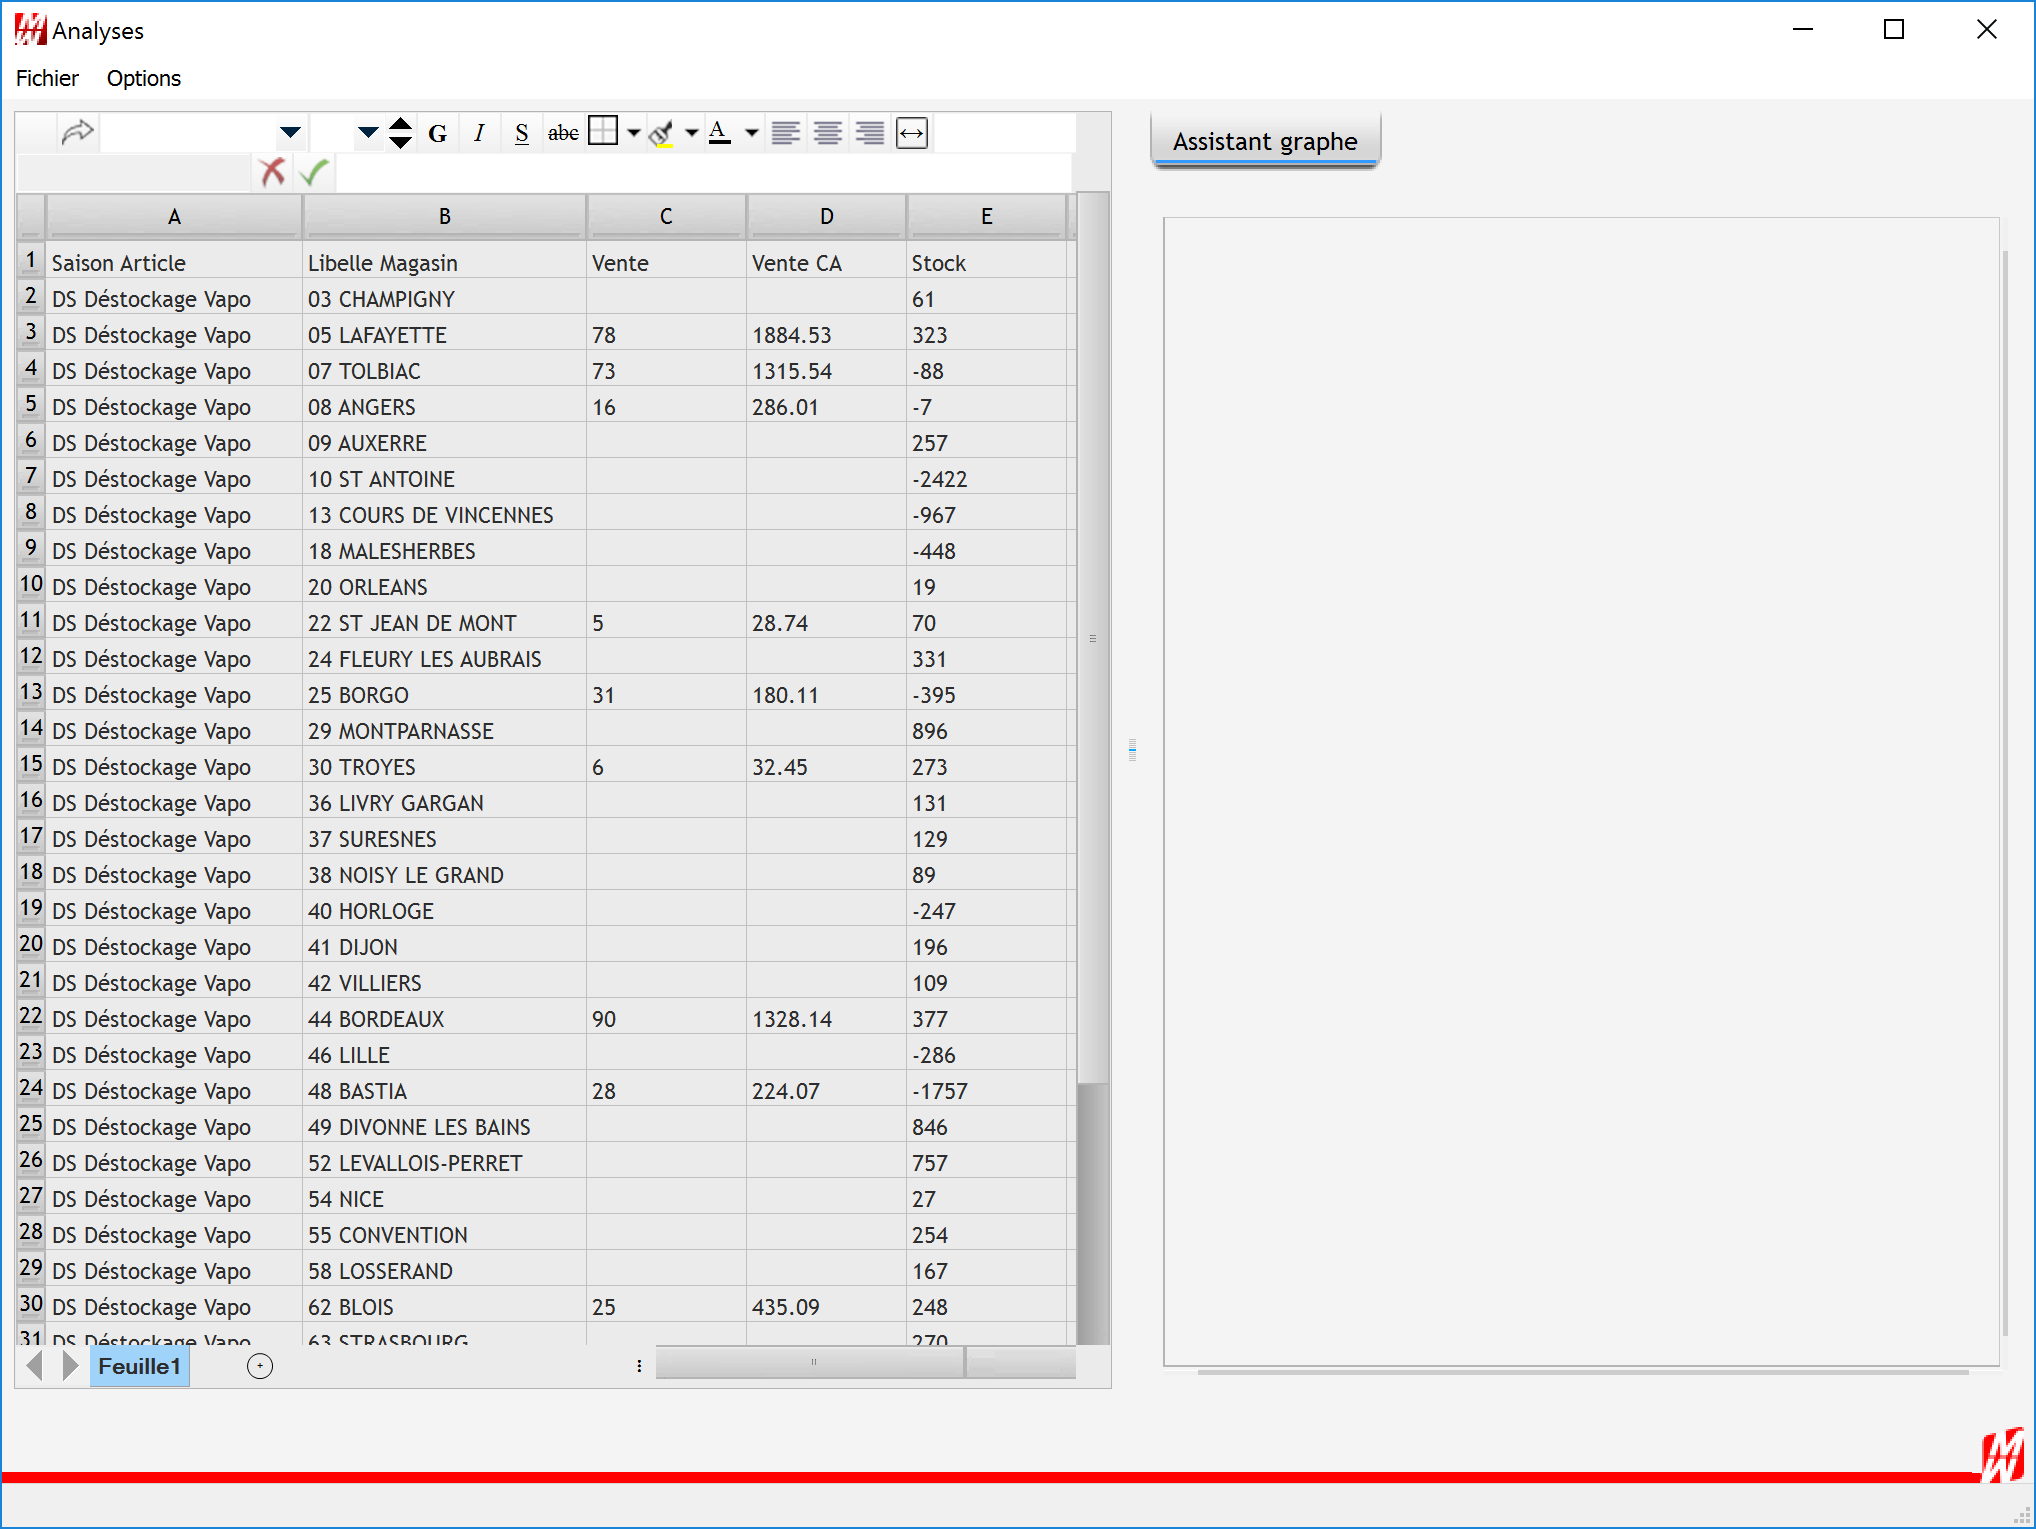 Analyses
Fichier Options
G I S abc A
Assistant graphe
A B C D E
1 Saison Article Libelle Magasin Vente Vente CA Stock
2 DS Déstockage Vapo 03 CHAMPIGNY 61
3 DS Déstockage Vapo 05 LAFAYETTE 78 1884.53 323
4 DS Déstockage Vapo 07 TOLBIAC 73 1315.54 -88
5 DS Déstockage Vapo 08 ANGERS 16 286.01 -7
6 DS Déstockage Vapo 09 AUXERRE 257
7 DS Déstockage Vapo 10 ST ANTOINE -2422
8 DS Déstockage Vapo 13 COURS DE VINCENNES -967
9 DS Déstockage Vapo 18 MALESHERBES -448
10 DS Déstockage Vapo 20 ORLEANS 19
11 DS Déstockage Vapo 22 ST JEAN DE MONT 5 28.74 70
12 DS Déstockage Vapo 24 FLEURY LES AUBRAIS 331
13 DS Déstockage Vapo 25 BORGO 31 180.11 -395
14 DS Déstockage Vapo 29 MONTPARNASSE 896
15 DS Déstockage Vapo 30 TROYES 6 32.45 273
16 DS Déstockage Vapo 36 LIVRY GARGAN 131
17 DS Déstockage Vapo 37 SURESNES 129
18 DS Déstockage Vapo 38 NOISY LE GRAND 89
19 DS Déstockage Vapo 40 HORLOGE -247
20 DS Déstockage Vapo 41 DIJON 196
21 DS Déstockage Vapo 42 VILLIERS 109
22 DS Déstockage Vapo 44 BORDEAUX 90 1328.14 377
23 DS Déstockage Vapo 46 LILLE -286
24 DS Déstockage Vapo 48 BASTIA 28 224.07 -1757
25 DS Déstockage Vapo 49 DIVONNE LES BAINS 846
26 DS Déstockage Vapo 52 LEVALLOIS-PERRET 757
27 DS Déstockage Vapo 54 NICE 27
28 DS Déstockage Vapo 55 CONVENTION 254
29 DS Déstockage Vapo 58 LOSSERAND 167
30 DS Déstockage Vapo 62 BLOIS 25 435.09 248
31 DS Déstockage Vapo 63 STRASBOURG 270
Feuille1
MW